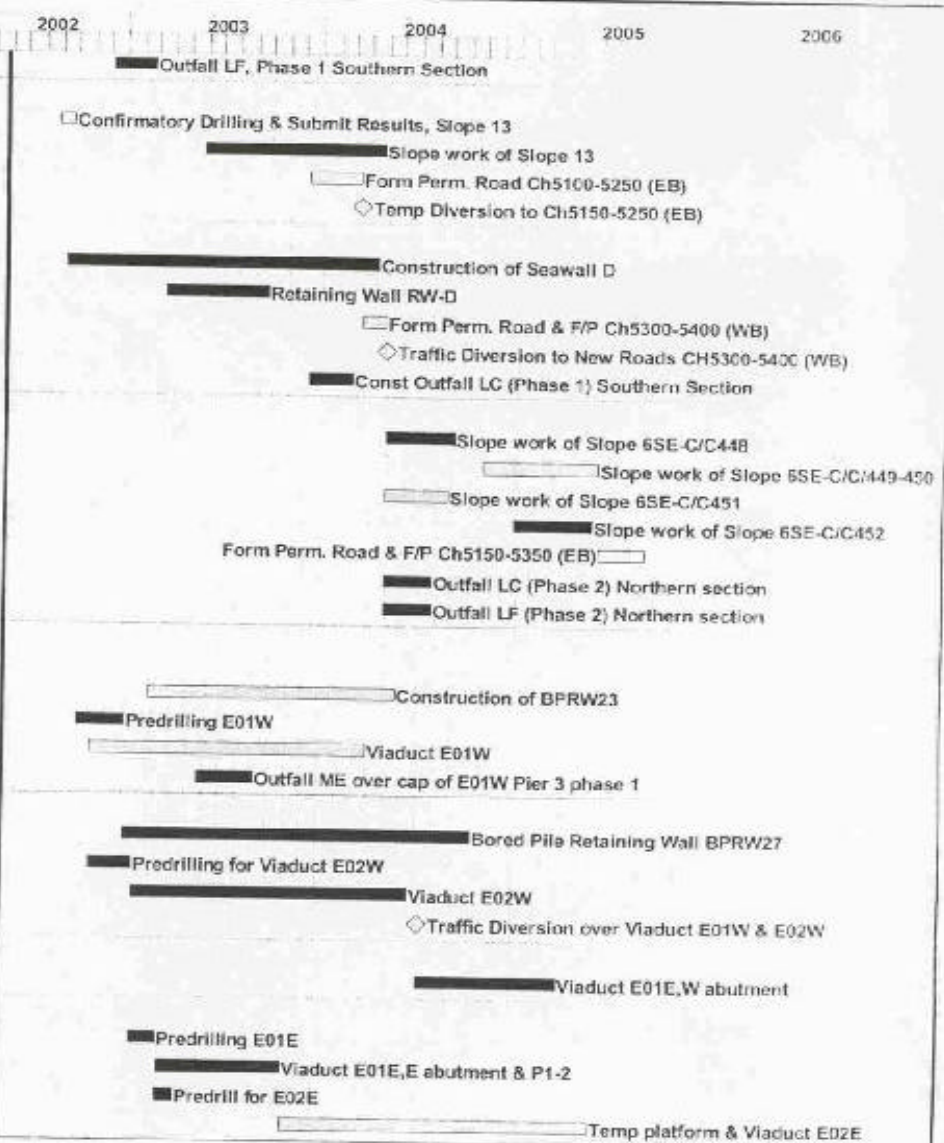 2002 2003 2004 2005 2006
Outfall LF, Phase 1 Southern Section
Confirmatory Drilling & Submit Results, Slope 13
Slope work of Slope 13
Form Perm. Road Ch5100-5250 (EB)
Temp Diversion to Ch5150-5250 (EB)
Construction of Seawall D
Retaining Wall RW-D
Form Perm. Road & F/P Ch5300-5400 (WB)
Traffic Diversion to New Roads CH5300-5400 (WB)
Const Outfall LC (Phase 1) Southern Section
Slope work of Slope 6SE-C/C448
Slope work of Slope 6SE-C/C/449-450
Slope work of Slope 6SE-C/C451
Slope work of Slope 6SE-C/C452
Form Perm. Road & F/P Ch5150-5350 (EB)
Outfall LC (Phase 2) Northern section
Outfall LF (Phase 2) Northern section
Construction of BPRW23
Predrilling E01W
Viaduct E01W
Outfall ME over cap of E01W Pier 3 phase 1
Bored Pile Retaining Wall BPRW27
Predrilling for Viaduct E02W
Viaduct E02W
Traffic Diversion over Viaduct E01W & E02W
Viaduct E01E,W abutment
Predrilling E01E
Viaduct E01E,E abutment & P1-2
Predrill for E02E
Temp platform & Viaduct E02E